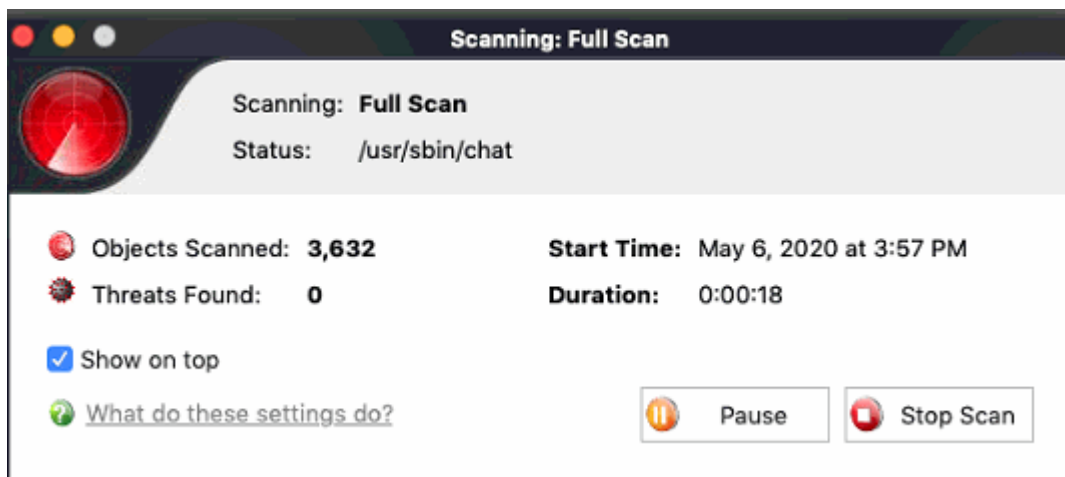 Scanning: Full Scan
Scanning: Full Scan
Status: /usr/sbin/chat
Objects Scanned: 3,632 Start Time: May 6, 2020 at 3:57 PM
Threats Found: 0 Duration: 0:00:18
Show on top
What do these settings do? Pause Stop Scan